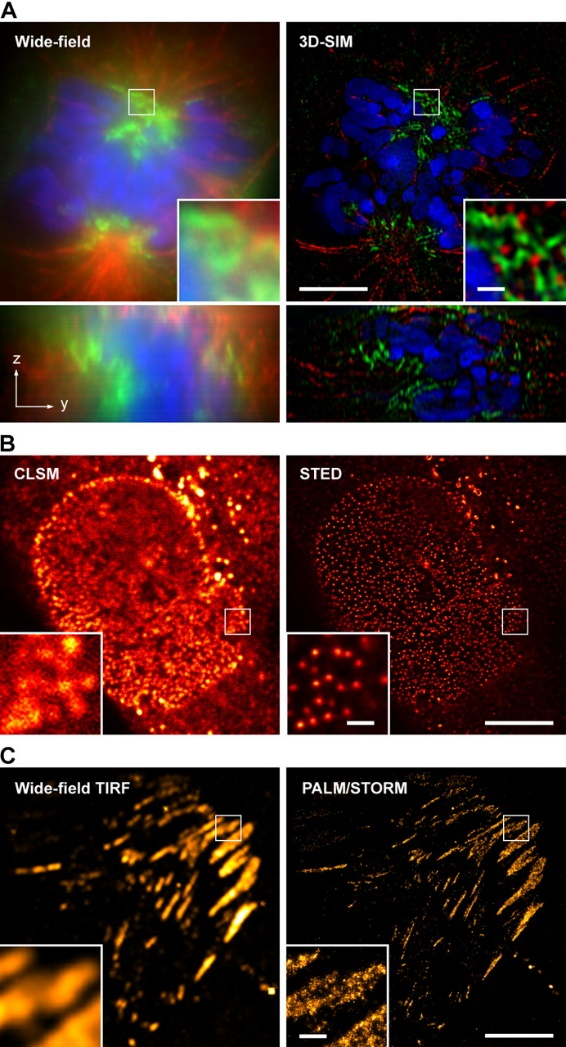 A
Wide-field
3D-SIM
z
y
B
CLSM
STED
C
Wide-field TIRF
PALM/STORM